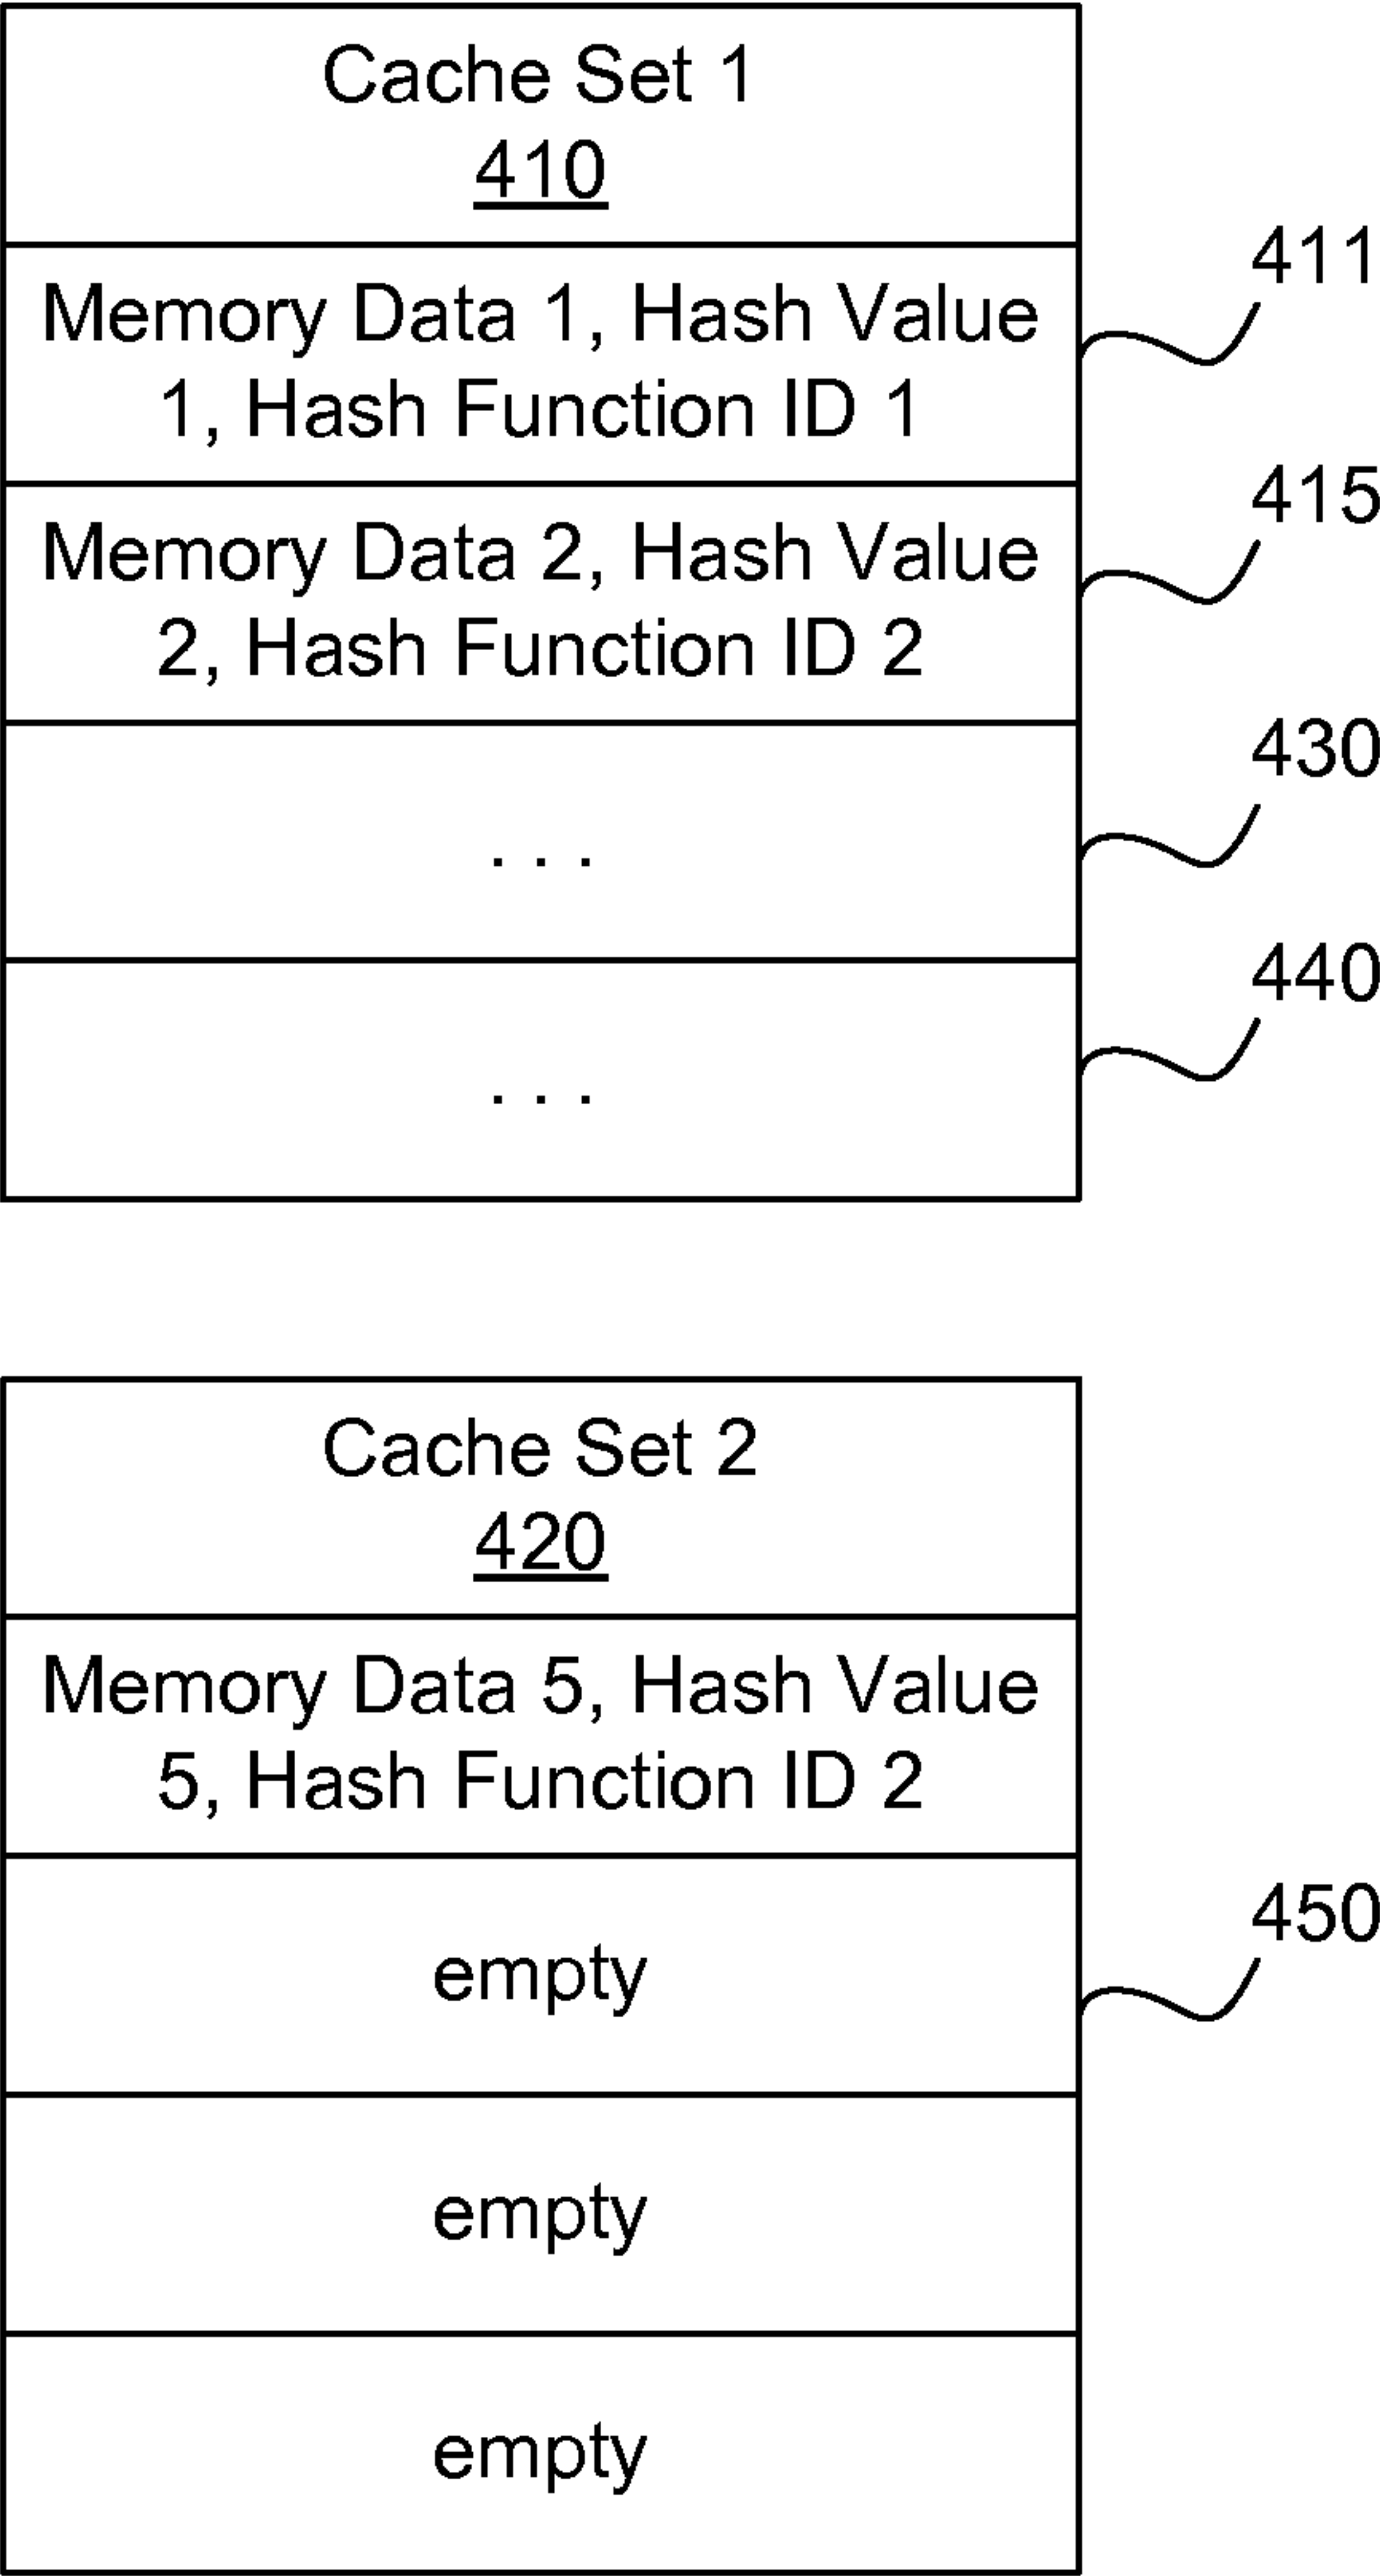 Cache Set 1
410
411
Memory Data 1, Hash Value
1, Hash Function ID 1
415
Memory Data 2, Hash Value
2, Hash Function ID 2
430
. . .
440
. . .
Cache Set 2
420
Memory Data 5, Hash Value
5, Hash Function ID 2
450
empty
empty
empty